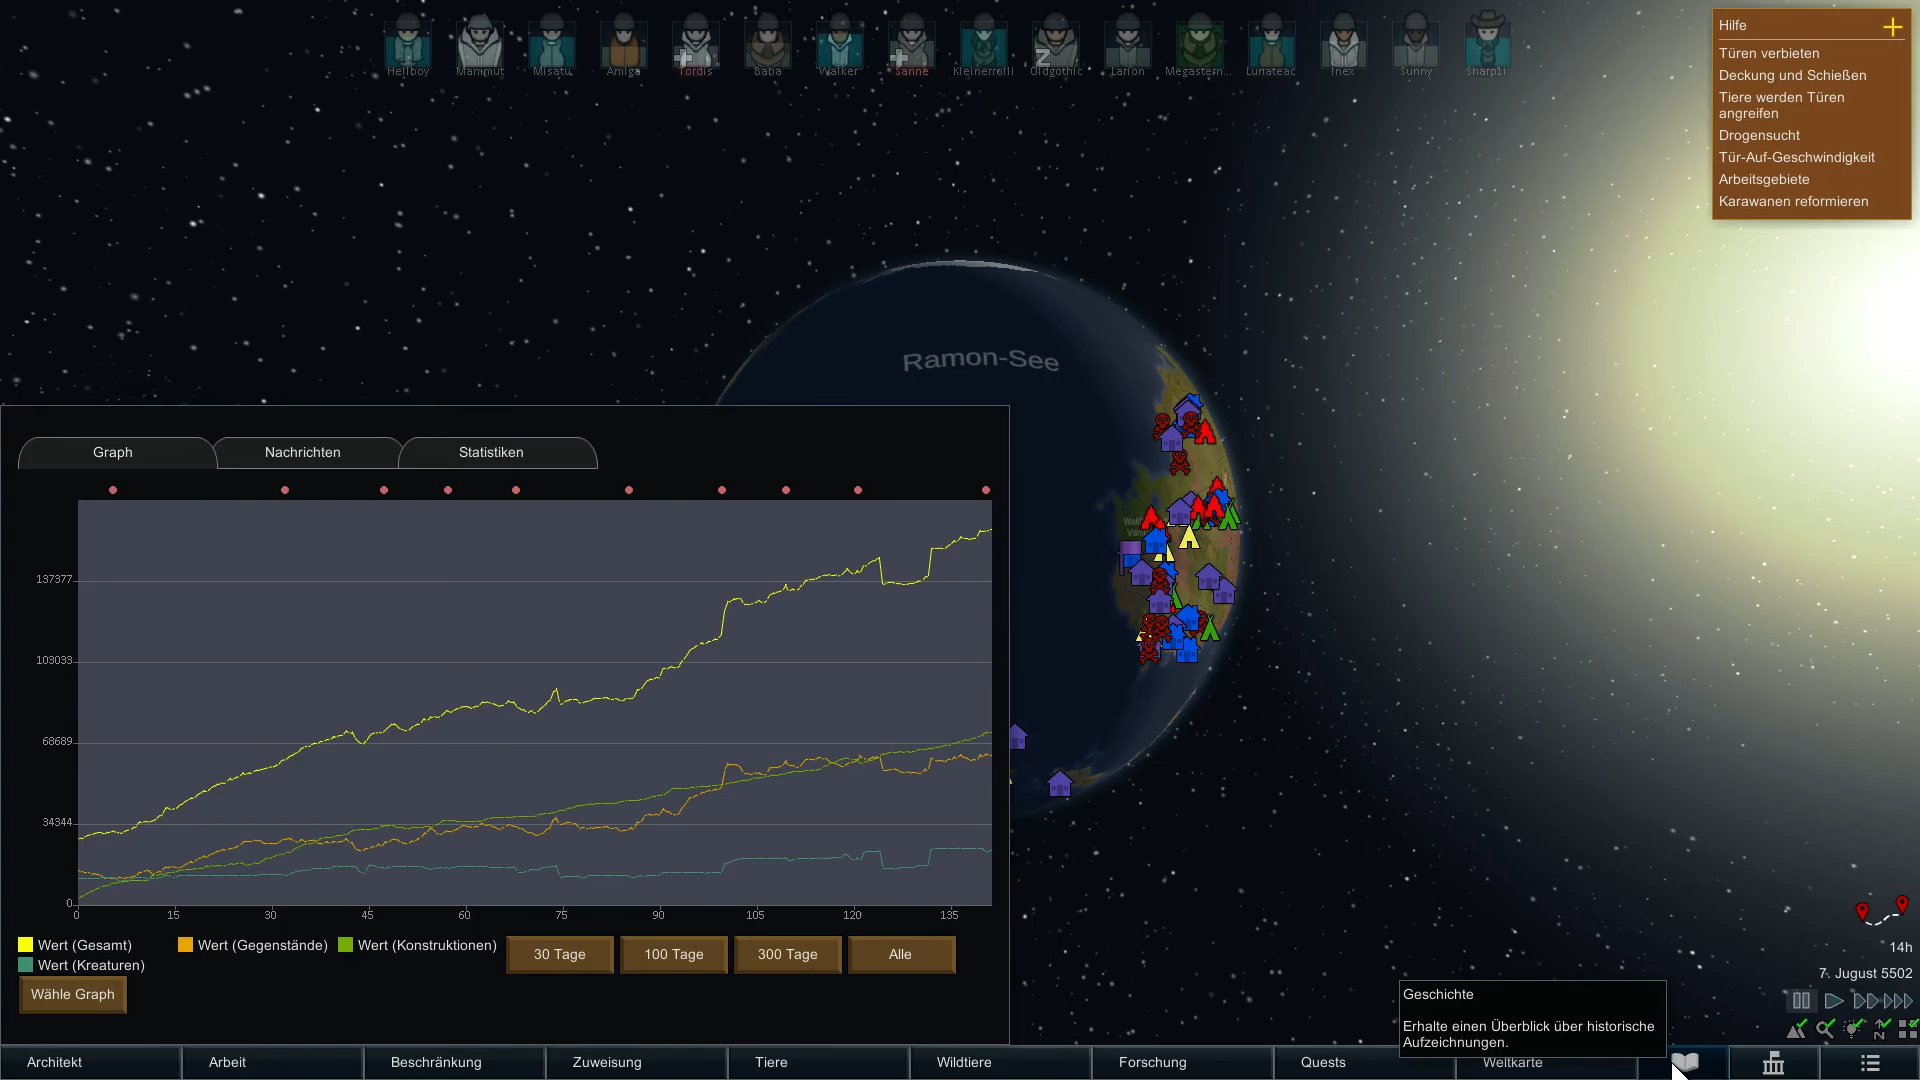 Hellboy
Mammut
Misatu
Amiga
Tordis
Baba
Walker
Sanne
Kleinerrolli
Oldgothic
Larion
Megastern...
Lunateac
Inex
Sunny
Sharpli
Hilfe
Türen verbieten
Deckung und Schießen
Tiere werden Türen
angreifen
Drogensucht
Tür-Auf-Geschwindigkeit
Arbeitsgebiete
Karawanen reformieren
Ramon-See
Graph
Nachrichten
Statistiken
137377
103033
68689
34344
0
0
15
30
45
60
75
90
105
120
135
Wert (Gesamt)
Wert (Gegenstände)
Wert (Konstruktionen)
Wert (Kreaturen)
30 Tage
100 Tage
300 Tage
Alle
Wähle Graph
14h
7. Jugust 5502
Geschichte
Erhalte einen Überblick über historische
Aufzeichnungen.
Architekt
Arbeit
Beschränkung
Zuweisung
Tiere
Wildtiere
Forschung
Quests
Weltkarte